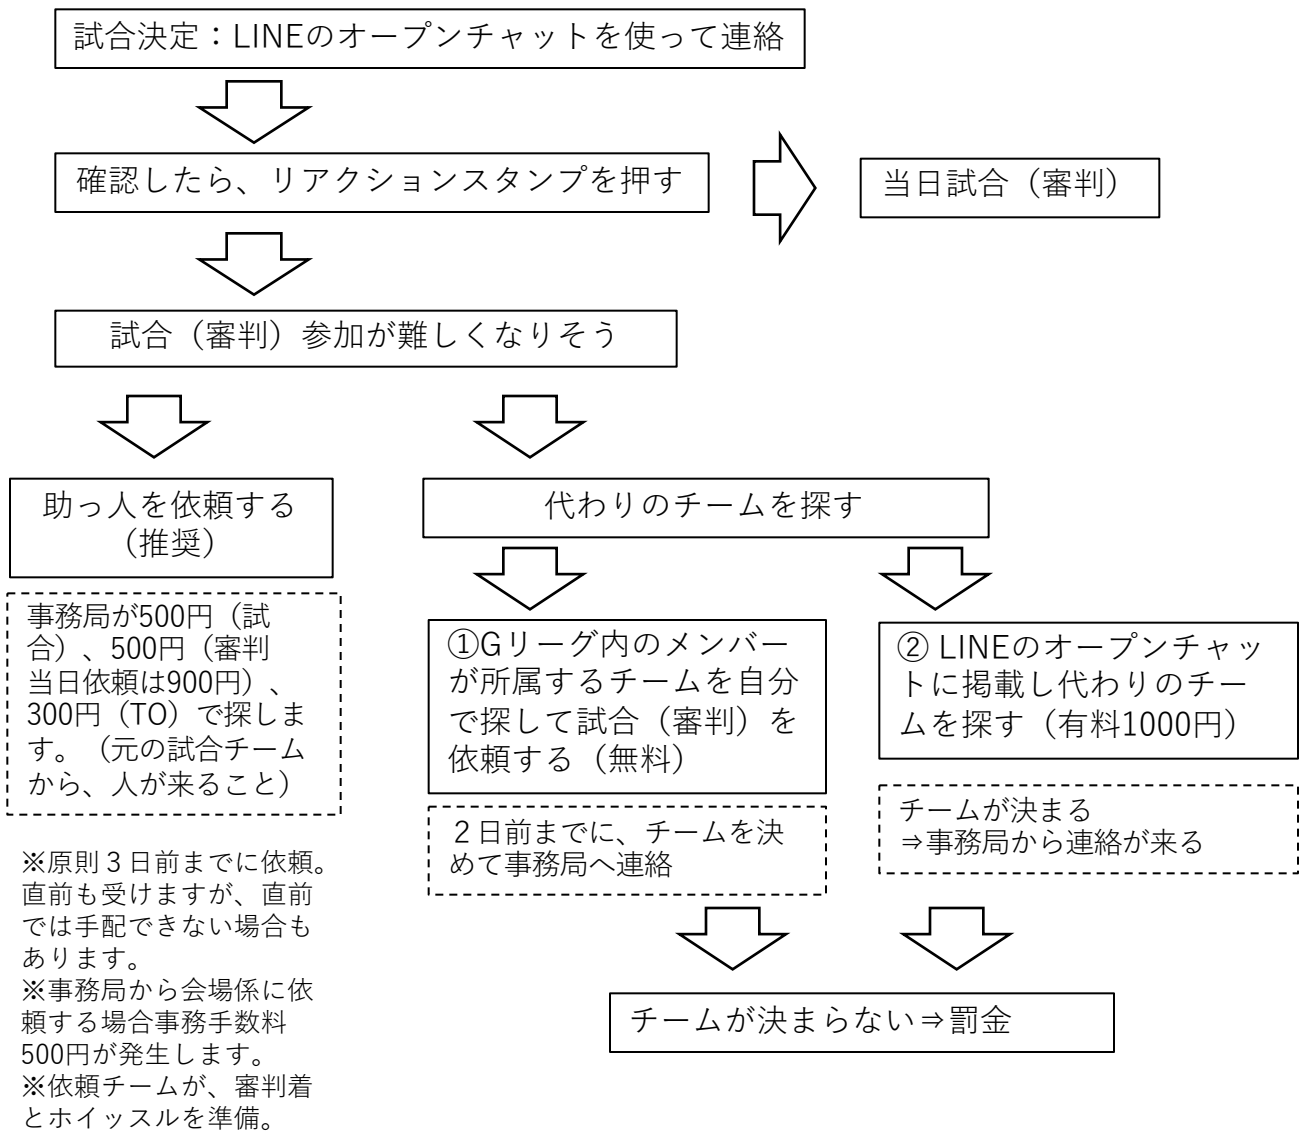 試合決定：LINEのオープンチャットを使って連絡
確認したら、リアクションスタンプを押す
当日試合（審判）
試合（審判）参加が難しくなりそう
助っ人を依頼する
（推奨）
事務局が500円（試
合）、500円（審判
当日依頼は900円）、
300円（TO）で探しま
す。（元の試合チーム
から、人が来ること）
※原則３日前までに依頼。
直前も受けますが、直前
では手配できない場合も
あります。
※事務局から会場係に依
頼する場合事務手数料
500円が発生します。
※依頼チームが、審判着
とホイッスルを準備。
代わりのチームを探す
①Gリーグ内のメンバー
が所属するチームを自分
で探して試合（審判）を
依頼する（無料）
２日前までに、チームを決
めて事務局へ連絡
② LINEのオープンチャッ
トに掲載し代わりのチー
ムを探す（有料1000円）
チームが決まる
⇒事務局から連絡が来る
チームが決まらない⇒罰金